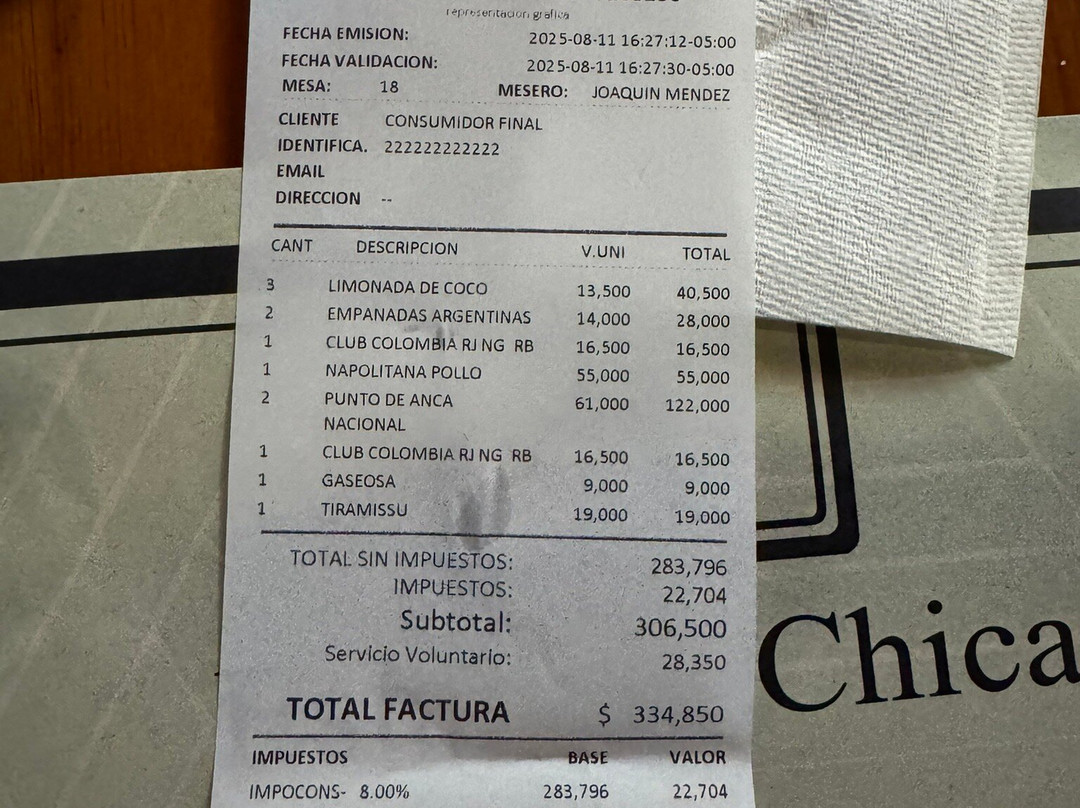 representacion grafica
FECHA EMISION: 2025-08-11 16:27:12-05:00
FECHA VALIDACION: 2025-08-11 16:27:30-05:00
MESA: 18 MESERO: JOAQUIN MENDEZ
CLIENTE CONSUMIDOR FINAL
IDENTIFICA. 222222222222
EMAIL
DIRECCION --
CANT DESCRIPCION V.UNI TOTAL
3 LIMONADA DE COCO 13,500 40,500
2 EMPANADAS ARGENTINAS 14,000 28,000
1 CLUB COLOMBIA RJ NG RB 16,500 16,500
1 NAPOLITANA POLLO 55,000 55,000
2 PUNTO DE ANCA 61,000 122,000
NACIONAL
1 CLUB COLOMBIA RJ NG RB 16,500 16,500
1 GASEOSA 9,000 9,000
1 TIRAMISSU 19,000 19,000
TOTAL SIN IMPUESTOS: 283,796
IMPUESTOS: 22,704
Subtotal: 306,500
Servicio Voluntario: 28,350
TOTAL FACTURA $ 334,850
IMPUESTOS BASE VALOR
IMPOCONS- 8.00% 283,796 22,704
Chica